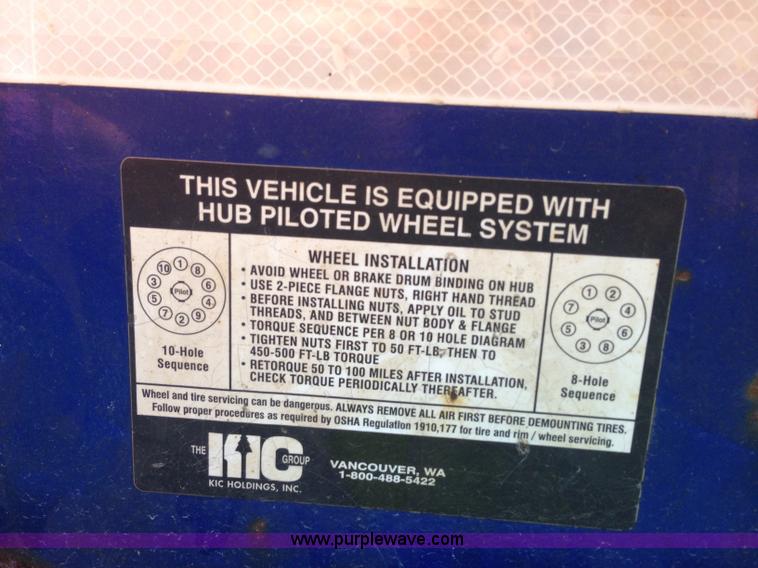 THIS VEHICLE IS EQUIPPED WITH
HUB PILOTED WHEEL SYSTEM
10 1 8
3 6
5 Pilot 4
7 2 9
10-Hole
Sequence
WHEEL INSTALLATION
• AVOID WHEEL OR BRAKE DRUM BINDING ON HUB
• USE 2-PIECE FLANGE NUTS, RIGHT HAND THREAD
• BEFORE INSTALLING NUTS, APPLY OIL TO STUD
THREADS, AND BETWEEN NUT BODY & FLANGE
• TORQUE SEQUENCE PER 8 OR 10 HOLE DIAGRAM
• TIGHTEN NUTS FIRST TO 50 FT-LB, THEN TO
450-500 FT-LB TORQUE
• RETORQUE 50 TO 100 MILES AFTER INSTALLATION,
CHECK TORQUE PERIODICALLY THEREAFTER.
1 2
7 4
Pilot
5 6
3 8
8-Hole
Sequence
Wheel and tire servicing can be dangerous. ALWAYS REMOVE ALL AIR FIRST BEFORE DEMOUNTING TIRES.
Follow proper procedures as required by OSHA Regulation 1910,177 for tire and rim / wheel servicing.
THE KIC GROUP
KIC HOLDINGS, INC.
VANCOUVER, WA
1-800-488-5422
www.purplewave.com